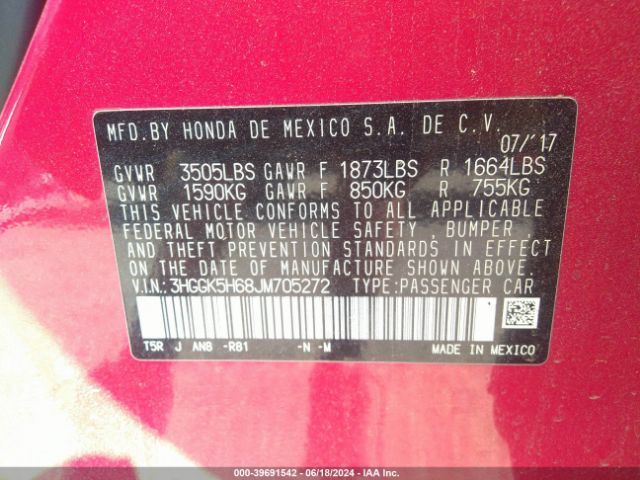 MFD.BY HONDA DE MEXICO S.A. DE C.V.
07/'17
GVWR 3505LBS GAWR F 1873LBS R 1664LBS
GVWR 1590KG GAWR F 850KG R 755KG
THIS VEHICLE CONFORMS TO ALL APPLICABLE
FEDERAL MOTOR VEHICLE SAFETY BUMPER
AND THEFT PREVENTION STANDARDS IN EFFECT
ON THE DATE OF MANUFACTURE SHOWN ABOVE.
V.I.N.: 3HGGK5H68JM705272 TYPE:PASSENGER CAR
T5R J AN8 -R81 -N -M MADE IN MEXICO
000-39691542 / 06/18/2024 / IAA Inc.